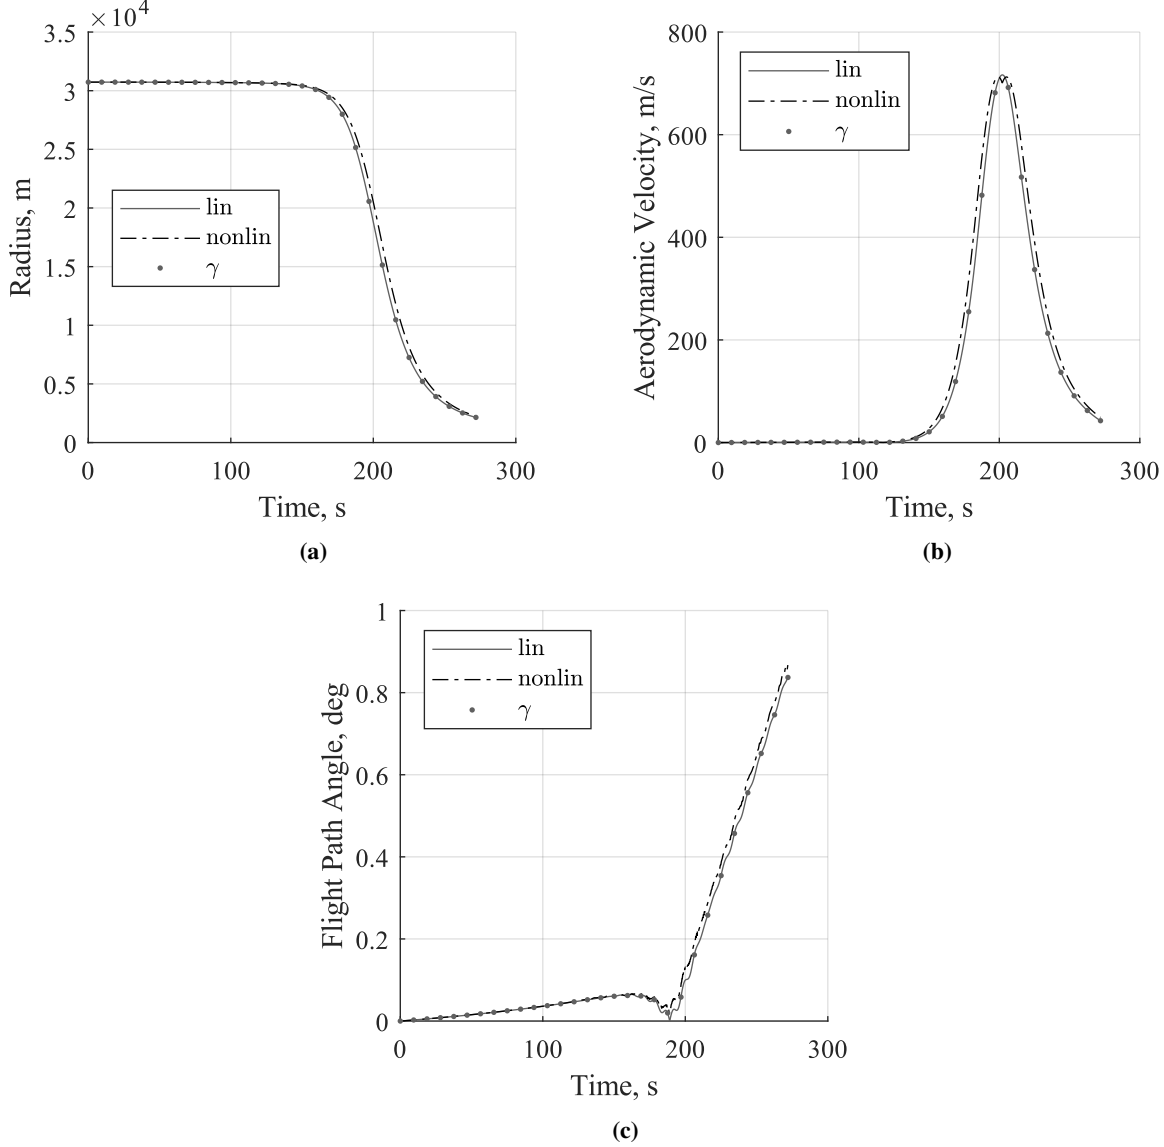 ×10⁴
3.5
3
2.5
2
1.5
1
0.5
0
Radius, m
lin
nonlin
γ
0 100 200 300
Time, s
(a)
800
600
400
200
0
Aerodynamic Velocity, m/s
lin
nonlin
γ
0 100 200 300
Time, s
(b)
1
0.8
0.6
0.4
0.2
0
Flight Path Angle, deg
lin
nonlin
γ
0 100 200 300
Time, s
(c)